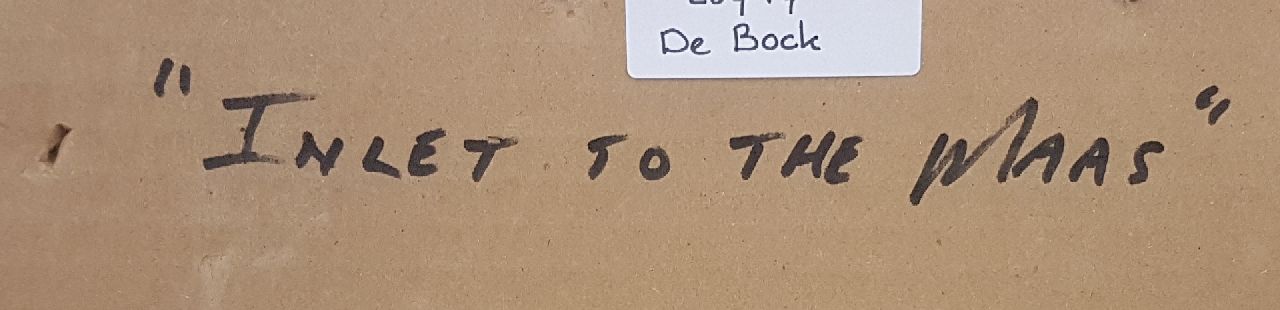 De Bock
"INLET TO THE MAAS"